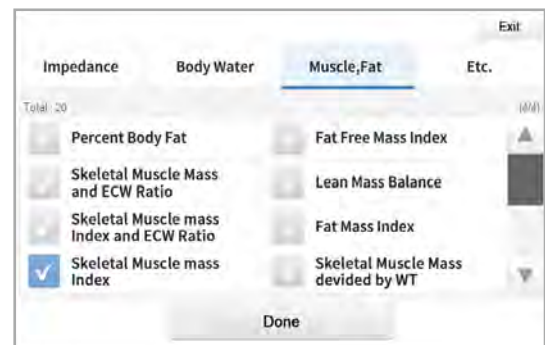 Exit
Impedance
Body Water
Muscle,Fat
Etc.
Total: 20
Percent Body Fat
Fat Free Mass Index
Skeletal Muscle Mass
and ECW Ratio
Lean Mass Balance
Skeletal Muscle mass
Index and ECW Ratio
Fat Mass Index
Skeletal Muscle mass
Index
Skeletal Muscle Mass
devided by WT
Done